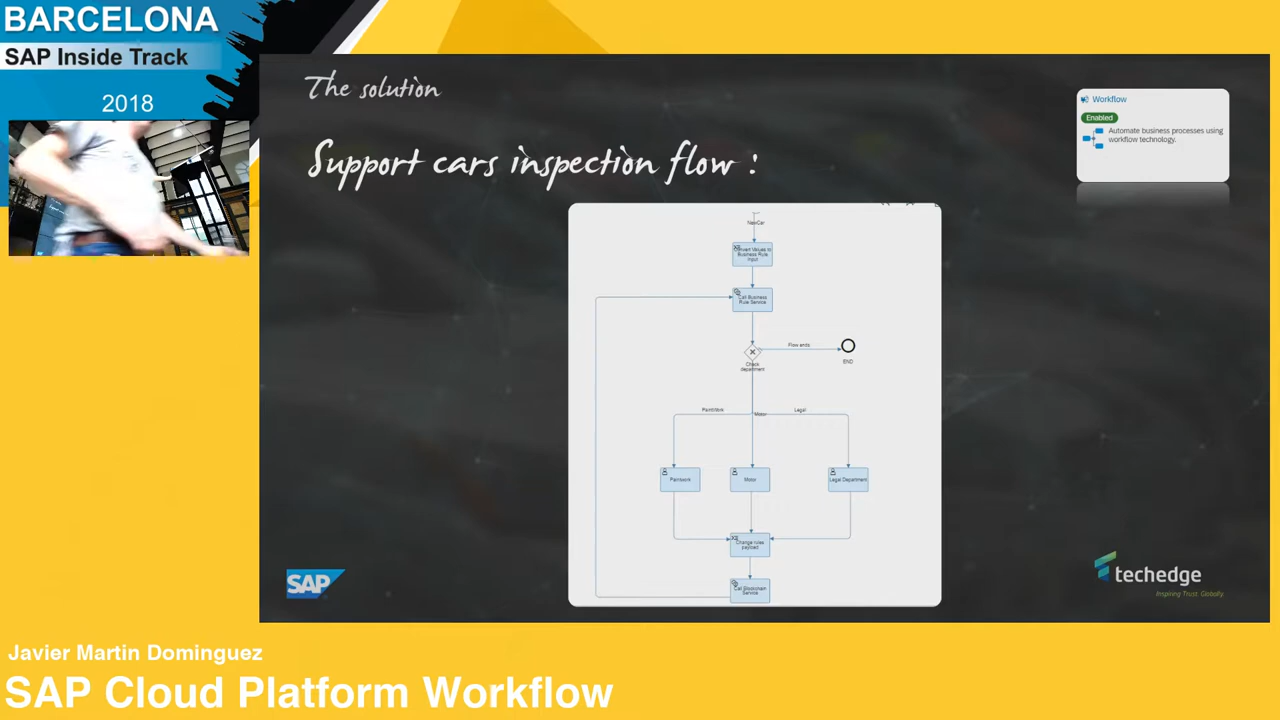 BARCELONA
SAP Inside Track
2018
The solution
Support cars inspection flow :
Workflow
Enabled
Automate business processes using
workflow technology.
NewCar
Convert Values to
Business Rule
Input
Call Business
Rule Service
Check
department
Flow ends
END
PaintWork
Motor
Legal
Paintwork
Motor
Legal Department
Change rules
payload
Call Blockchain
Service
SAP
techedge
Inspiring Trust. Globally.
Javier Martin Dominguez
SAP Cloud Platform Workflow